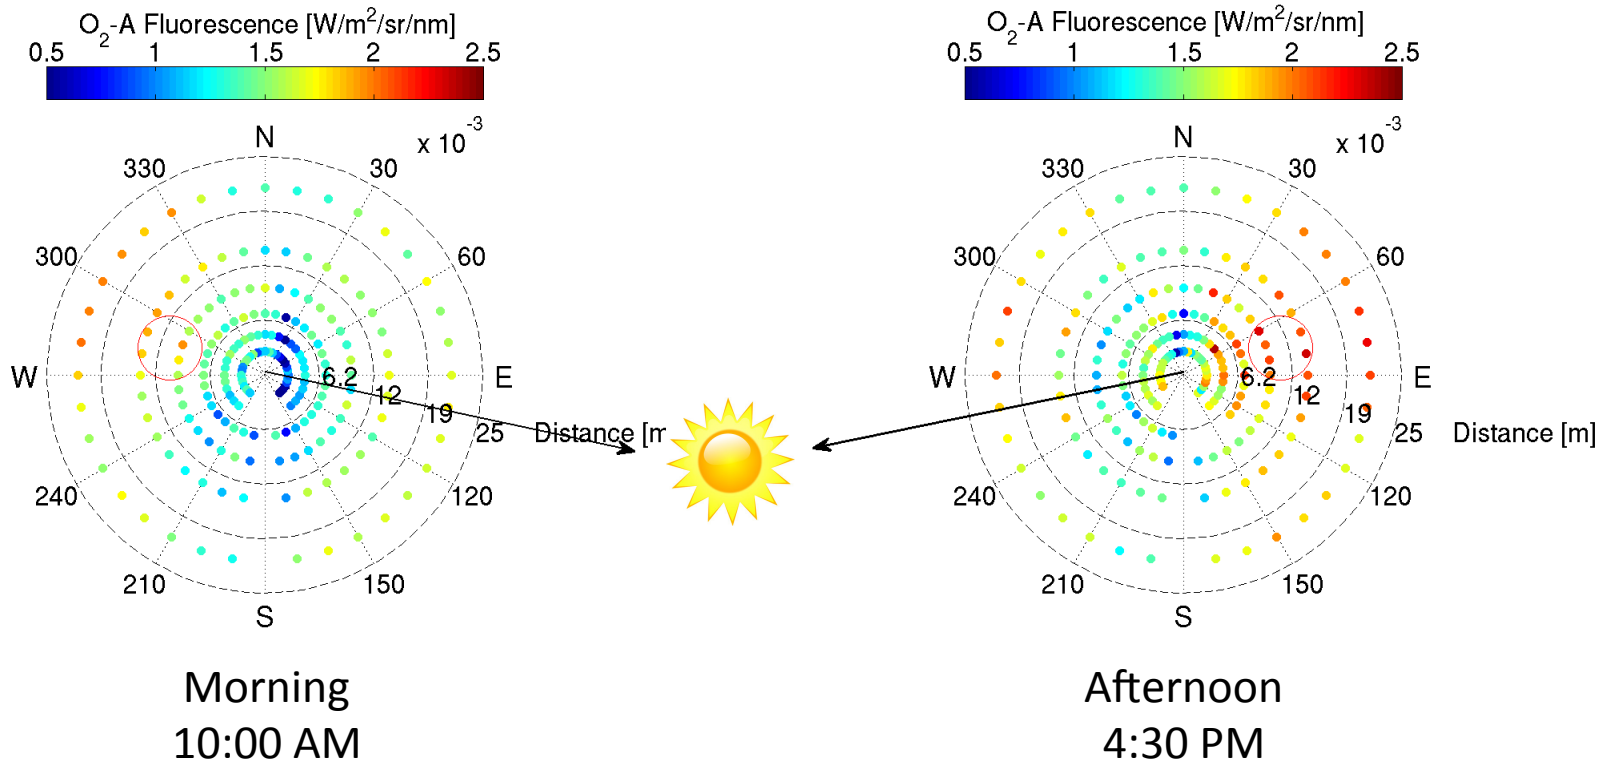 O2-A Fluorescence [W/m2/sr/nm]
0.5 1 1.5 2 2.5
x 10-3
N
330 30
300 60
W E
6.2
12
19
25
Distance [m
240 120
210 150
S
Morning
10:00 AM
O2-A Fluorescence [W/m2/sr/nm]
0.5 1 1.5 2 2.5
x 10-3
N
330 30
300 60
W E
6.2
12
19
25
Distance [m]
240 120
210 150
S
Afternoon
4:30 PM